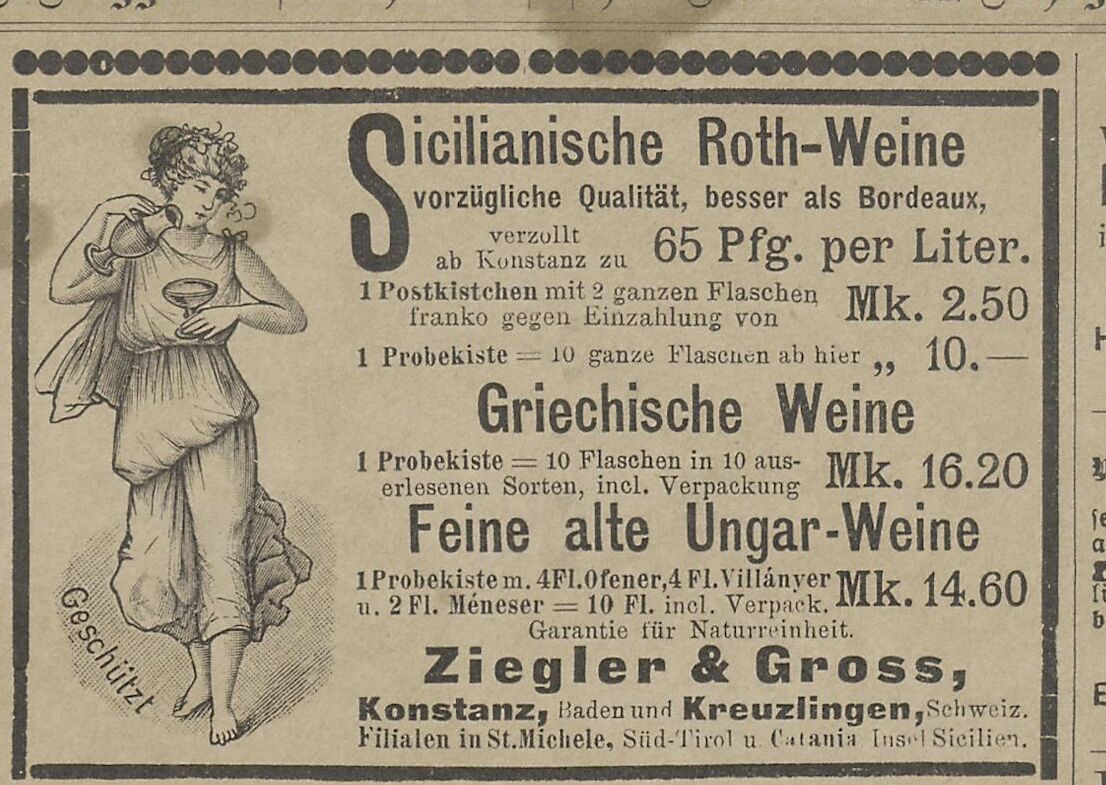 Sicilianische Roth-Weine
vorzügliche Qualität, besser als Bordeaux,
verzollt
ab Konstanz zu 65 Pfg. per Liter.
1 Postkistchen mit 2 ganzen Flaschen
franko gegen Einzahlung von Mk. 2.50
1 Probekiste = 10 ganze Flaschen ab hier „ 10.—
Griechische Weine
1 Probekiste = 10 Flaschen in 10 aus-
erlesenen Sorten, incl. Verpackung Mk. 16.20
Feine alte Ungar-Weine
1 Probekiste m. 4 Fl. Ofener, 4 Fl. Villányer
u. 2 Fl. Méneser = 10 Fl. incl. Verpack. Mk. 14.60
Garantie für Naturreinheit.
Ziegler & Gross,
Konstanz, Baden und Kreuzlingen, Schweiz.
Filialen in St. Michele, Süd-Tirol u. Catania Insel Sicilien.
Geschützt